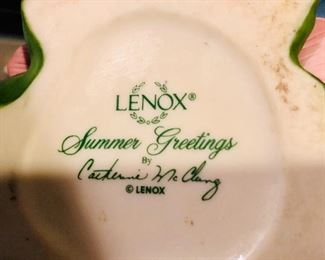 LENOX®
Summer Greetings
By
Catherine McClung
© LENOX